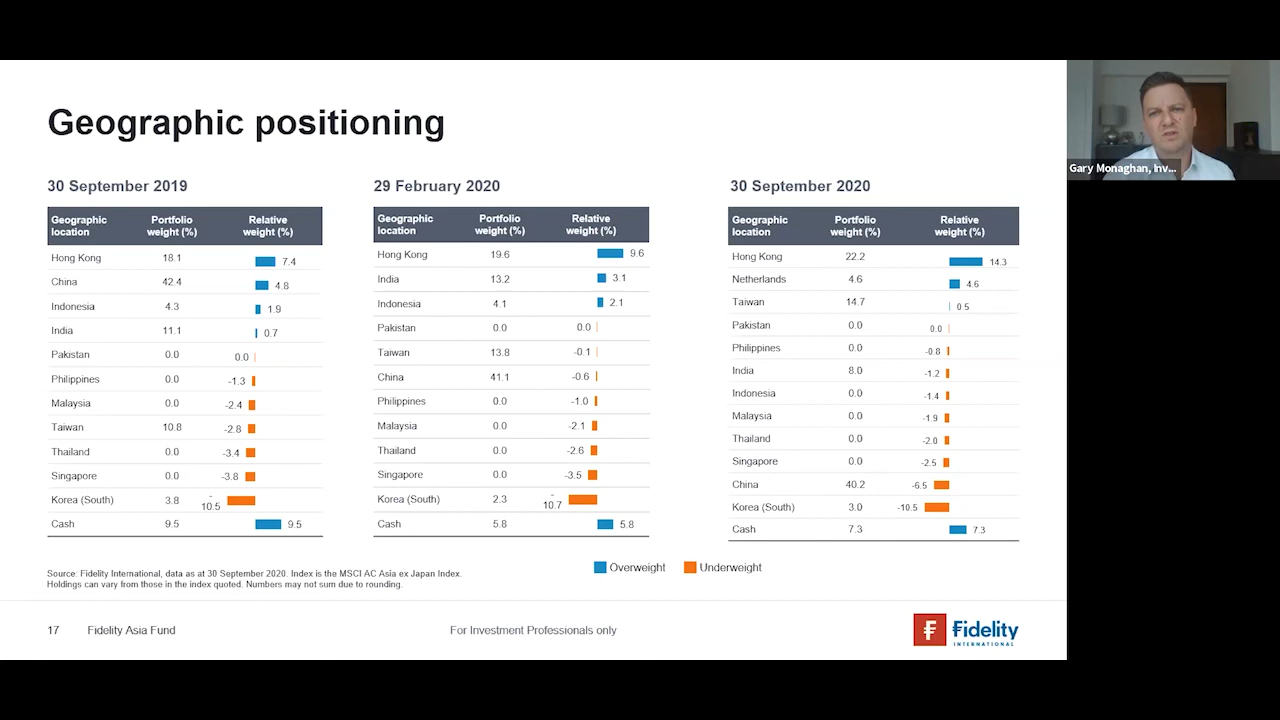 Geographic positioning
30 September 2019
Geographic location Portfolio weight (%) Relative weight (%)
Hong Kong 18.1 7.4
China 42.4 4.8
Indonesia 4.3 1.9
India 11.1 0.7
Pakistan 0.0 0.0
Philippines 0.0 -1.3
Malaysia 0.0 -2.4
Taiwan 10.8 -2.8
Thailand 0.0 -3.4
Singapore 0.0 -3.8
Korea (South) 3.8 -10.5
Cash 9.5 9.5
29 February 2020
Geographic location Portfolio weight (%) Relative weight (%)
Hong Kong 19.6 9.6
India 13.2 3.1
Indonesia 4.1 2.1
Pakistan 0.0 0.0
Taiwan 13.8 -0.1
China 41.1 -0.6
Philippines 0.0 -1.0
Malaysia 0.0 -2.1
Thailand 0.0 -2.6
Singapore 0.0 -3.5
Korea (South) 2.3 -10.7
Cash 5.8 5.8
30 September 2020
Geographic location Portfolio weight (%) Relative weight (%)
Hong Kong 22.2 14.3
Netherlands 4.6 4.6
Taiwan 14.7 0.5
Pakistan 0.0 0.0
Philippines 0.0 -0.8
India 8.0 -1.2
Indonesia 0.0 -1.4
Malaysia 0.0 -1.9
Thailand 0.0 -2.0
Singapore 0.0 -2.5
China 40.2 -6.5
Korea (South) 3.0 -10.5
Cash 7.3 7.3
Overweight Underweight
Source: Fidelity International, data as at 30 September 2020. Index is the MSCI AC Asia ex Japan Index.
Holdings can vary from those in the index quoted. Numbers may not sum due to rounding.
17 Fidelity Asia Fund For Investment Professionals only
Fidelity
INTERNATIONAL
Gary Monaghan, Inv...